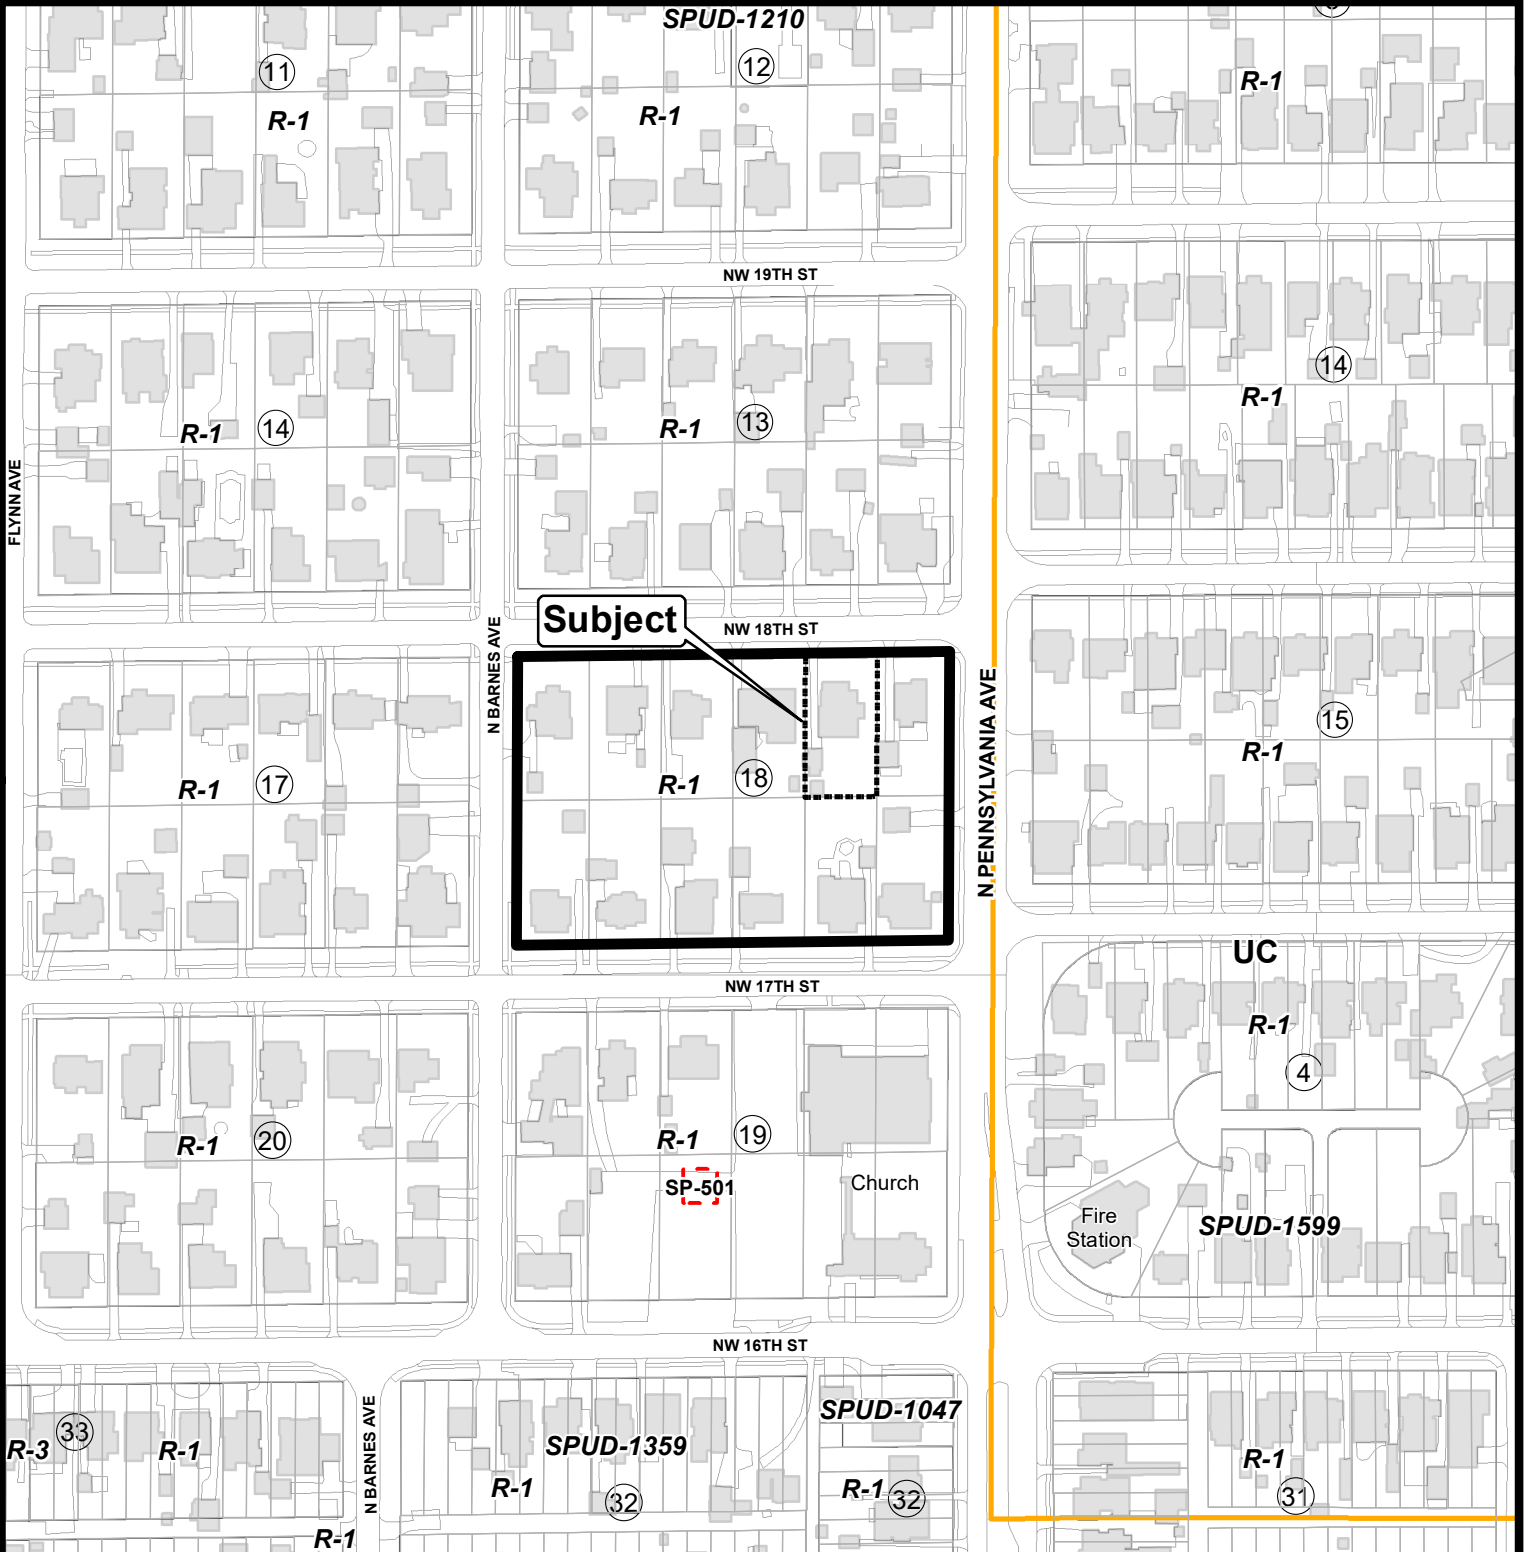 SPUD-1210
11
12
R-1
R-1
R-1
NW 19TH ST
14
R-1
14
R-1
13
R-1
FLYNN AVE
Subject
NW 18TH ST
N BARNES AVE
N PENNSYLVANIA AVE
15
R-1
17
R-1
18
R-1
UC
NW 17TH ST
R-1
4
20
R-1
19
R-1
SP-501
Church
Fire
Station
SPUD-1599
NW 16TH ST
N BARNES AVE
SPUD-1047
33
R-3
R-1
SPUD-1359
R-1
32
R-1
32
R-1
31
R-1